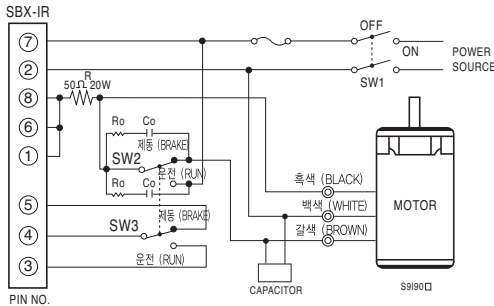 SBX-IR
7
OFF
ON
POWER
SOURCE
2
SW1
R
50Ω 20W
8
6
1
Ro Co
제동 (BRAKE)
SW2
운전 (RUN)
Ro Co
흑색 (BLACK)
백색 (WHITE)
갈색 (BROWN)
MOTOR
5
제동 (BRAKE)
4
SW3
3
운전 (RUN)
CAPACITOR
S9I90□
PIN NO.